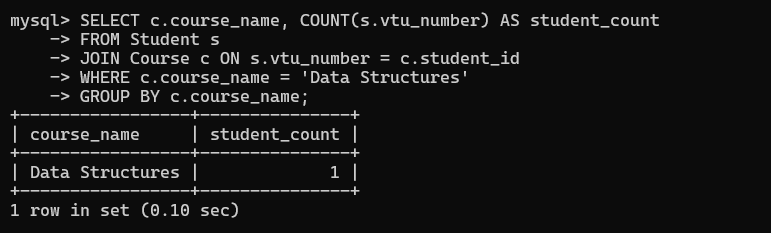 mysql> SELECT c.course_name, COUNT(s.vtu_number) AS student_count
    -> FROM Student s
    -> JOIN Course c ON s.vtu_number = c.student_id
    -> WHERE c.course_name = 'Data Structures'
    -> GROUP BY c.course_name;
+-----------------+---------------+
| course_name     | student_count |
+-----------------+---------------+
| Data Structures |             1 |
+-----------------+---------------+
1 row in set (0.10 sec)